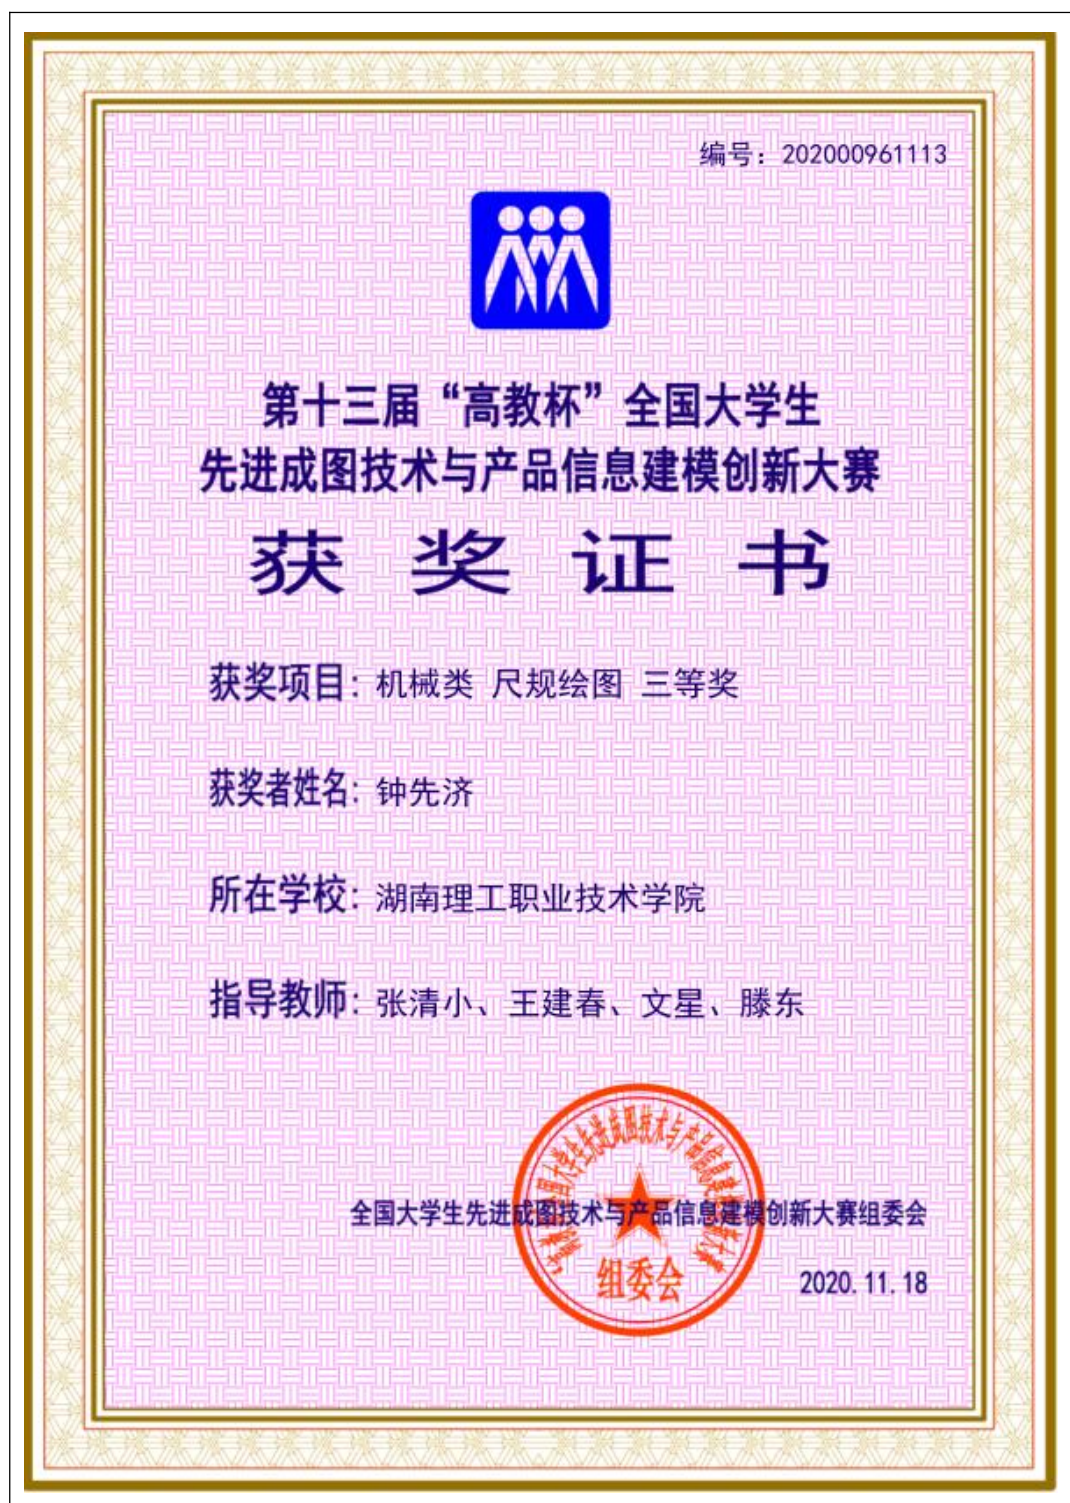 编号：202000961113
第十三届“高教杯”全国大学生
先进成图技术与产品信息建模创新大赛
获奖证书
获奖项目：机械类 尺规绘图 三等奖
获奖者姓名：钟先济
所在学校：湖南理工职业技术学院
指导教师：张清小、王建春、文星、滕东
全国大学生先进成图技术与产品信息建模创新大赛组委会
组委会
2020.11.18